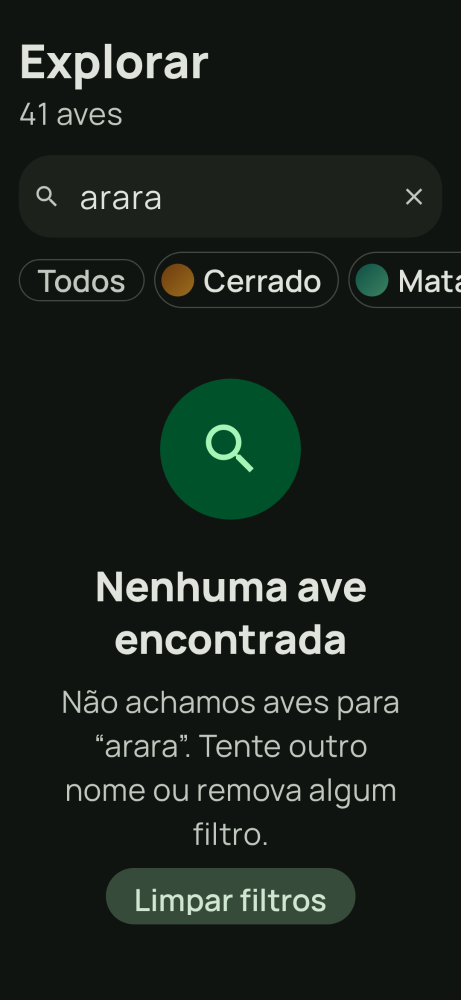 Explorar
41 aves
arara
Todos
Cerrado
Mata
Nenhuma ave
encontrada
Não achamos aves para
“arara”. Tente outro
nome ou remova algum
filtro.
Limpar filtros